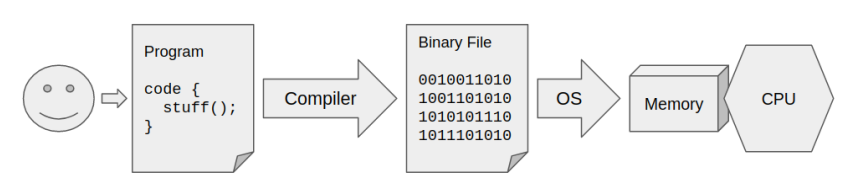 Program
code {
  stuff();
}
Compiler
Binary File
0010011010
1001101010
1010101110
1011101010
OS
Memory
CPU